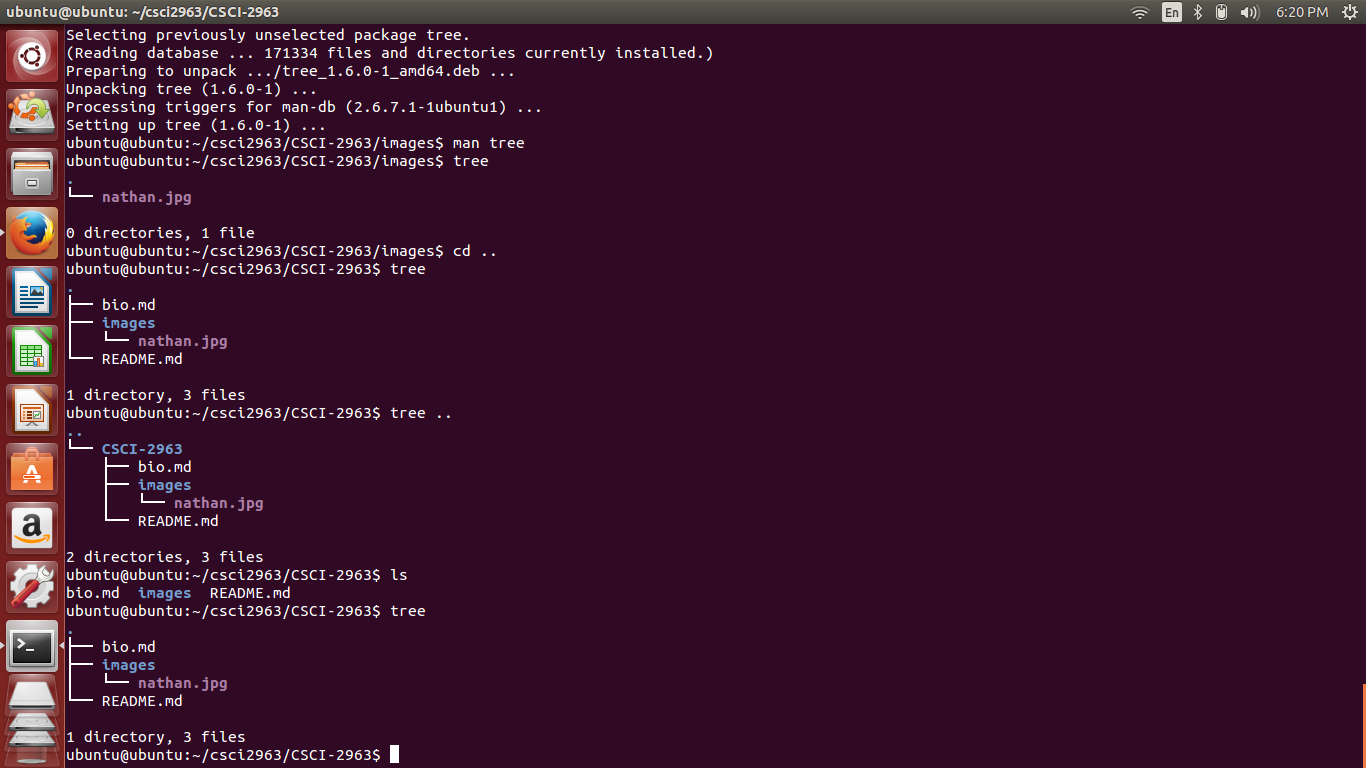 ubuntu@ubuntu: ~/csci2963/CSCI-2963
En
6:20 PM
Selecting previously unselected package tree.
(Reading database ... 171334 files and directories currently installed.)
Preparing to unpack .../tree_1.6.0-1_amd64.deb ...
Unpacking tree (1.6.0-1) ...
Processing triggers for man-db (2.6.7.1-1ubuntu1) ...
Setting up tree (1.6.0-1) ...
ubuntu@ubuntu:~/csci2963/CSCI-2963/images$ man tree
ubuntu@ubuntu:~/csci2963/CSCI-2963/images$ tree
.
└── nathan.jpg
0 directories, 1 file
ubuntu@ubuntu:~/csci2963/CSCI-2963/images$ cd ..
ubuntu@ubuntu:~/csci2963/CSCI-2963$ tree
.
├── bio.md
├── images
│   └── nathan.jpg
└── README.md
1 directory, 3 files
ubuntu@ubuntu:~/csci2963/CSCI-2963$ tree ..
..
└── CSCI-2963
    ├── bio.md
    ├── images
    │   └── nathan.jpg
    └── README.md
2 directories, 3 files
ubuntu@ubuntu:~/csci2963/CSCI-2963$ ls
bio.md  images  README.md
ubuntu@ubuntu:~/csci2963/CSCI-2963$ tree
.
├── bio.md
├── images
│   └── nathan.jpg
└── README.md
1 directory, 3 files
ubuntu@ubuntu:~/csci2963/CSCI-2963$